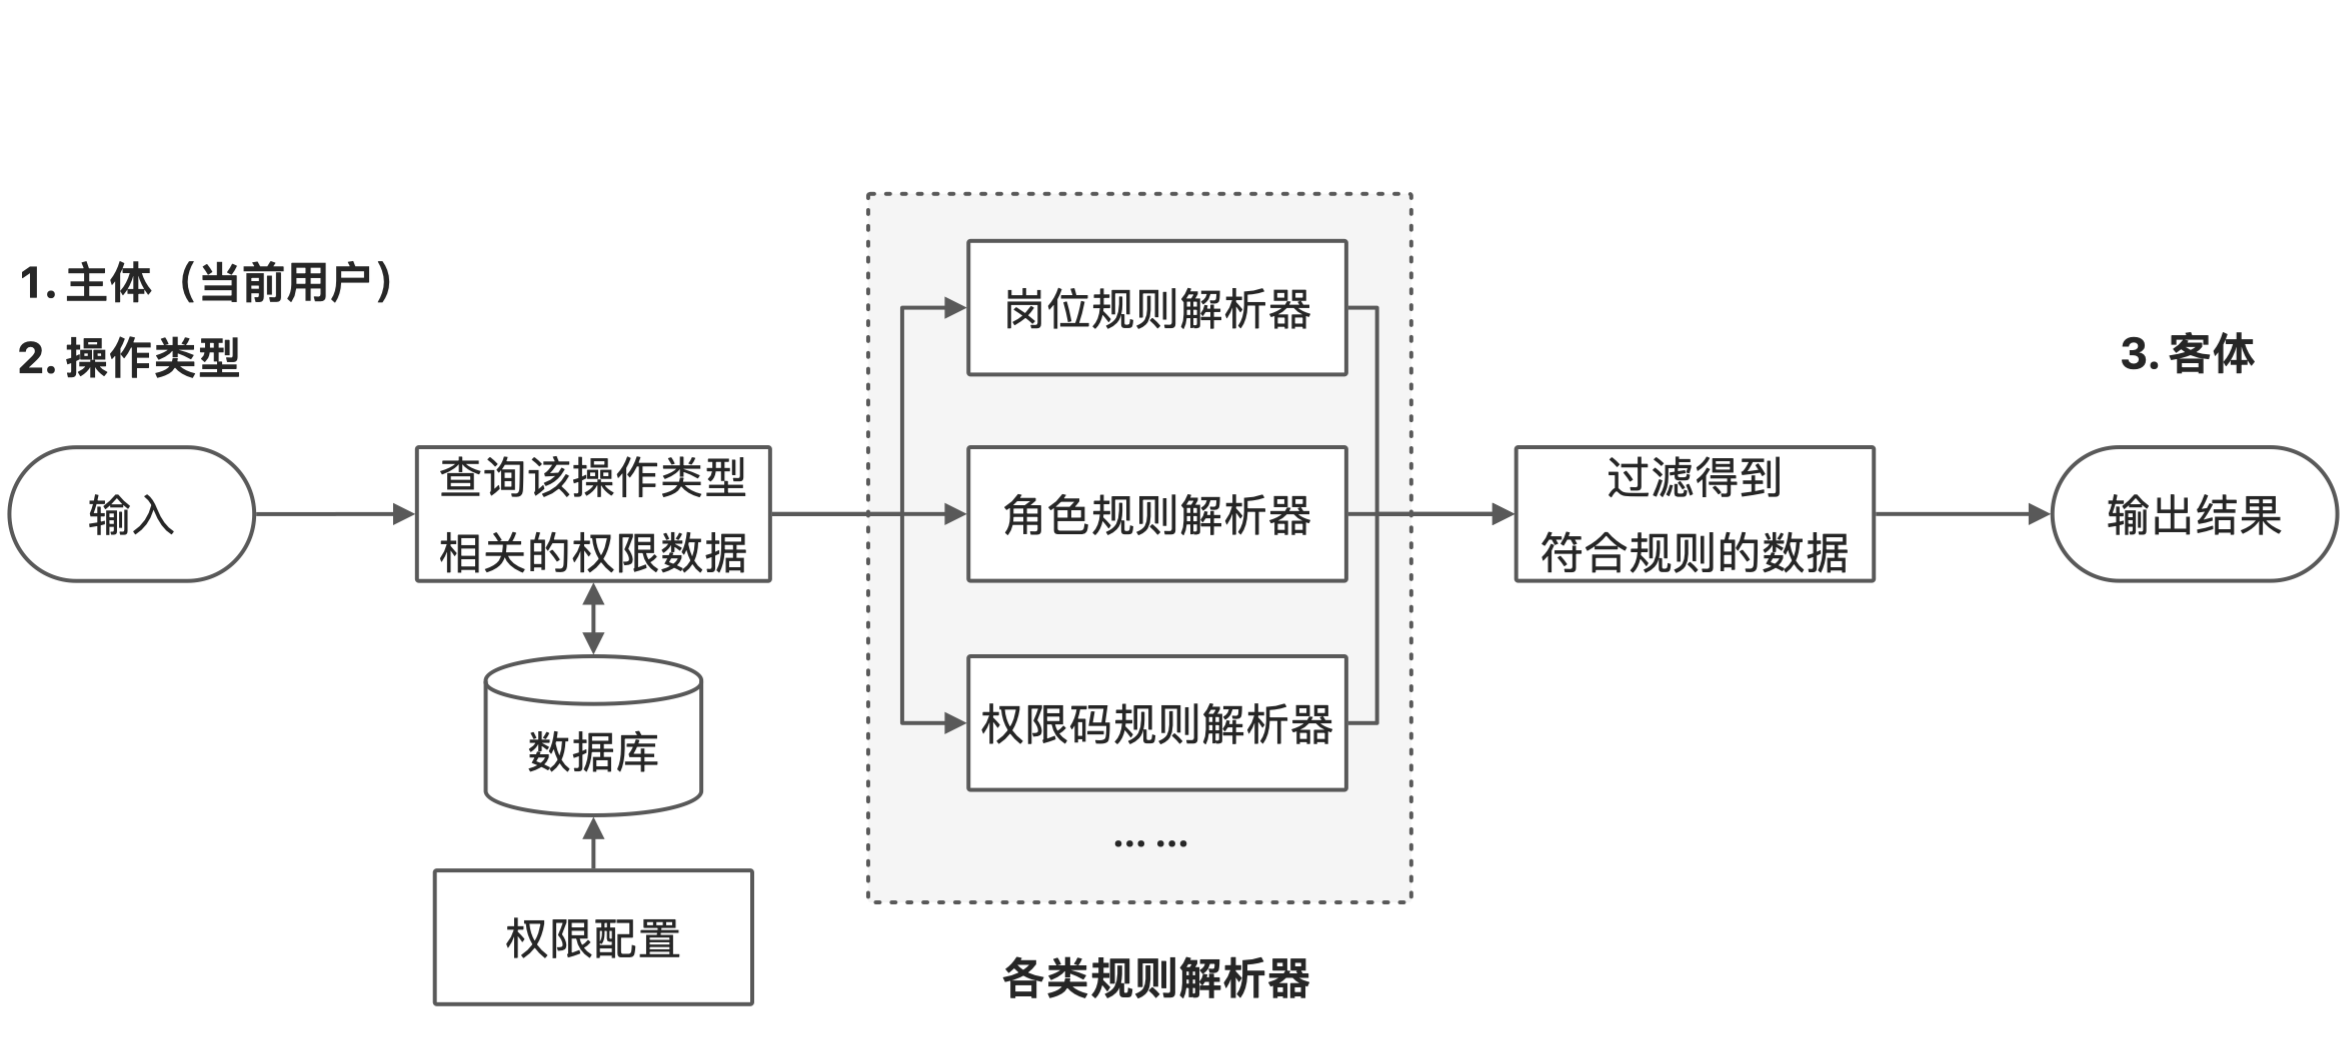 1. 主体（当前用户）
2. 操作类型
输入
查询该操作类型
相关的权限数据
数据库
权限配置
岗位规则解析器
角色规则解析器
权限码规则解析器
... ...
各类规则解析器
过滤得到
符合规则的数据
3. 客体
输出结果